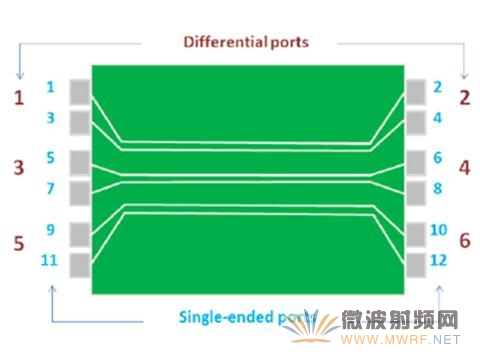 Differential ports
1 1 2 2
3 4
3 5 6 4
7 8
5 9 10 6
11 12
Single-ended ports
微波射频网
WWW.MWRF.NET